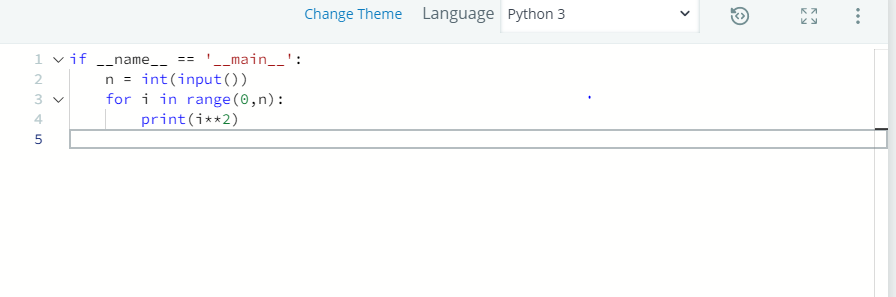 Change Theme Language Python 3
1 if __name__ == '__main__':
2 n = int(input())
3 for i in range(0,n):
4 print(i**2)
5